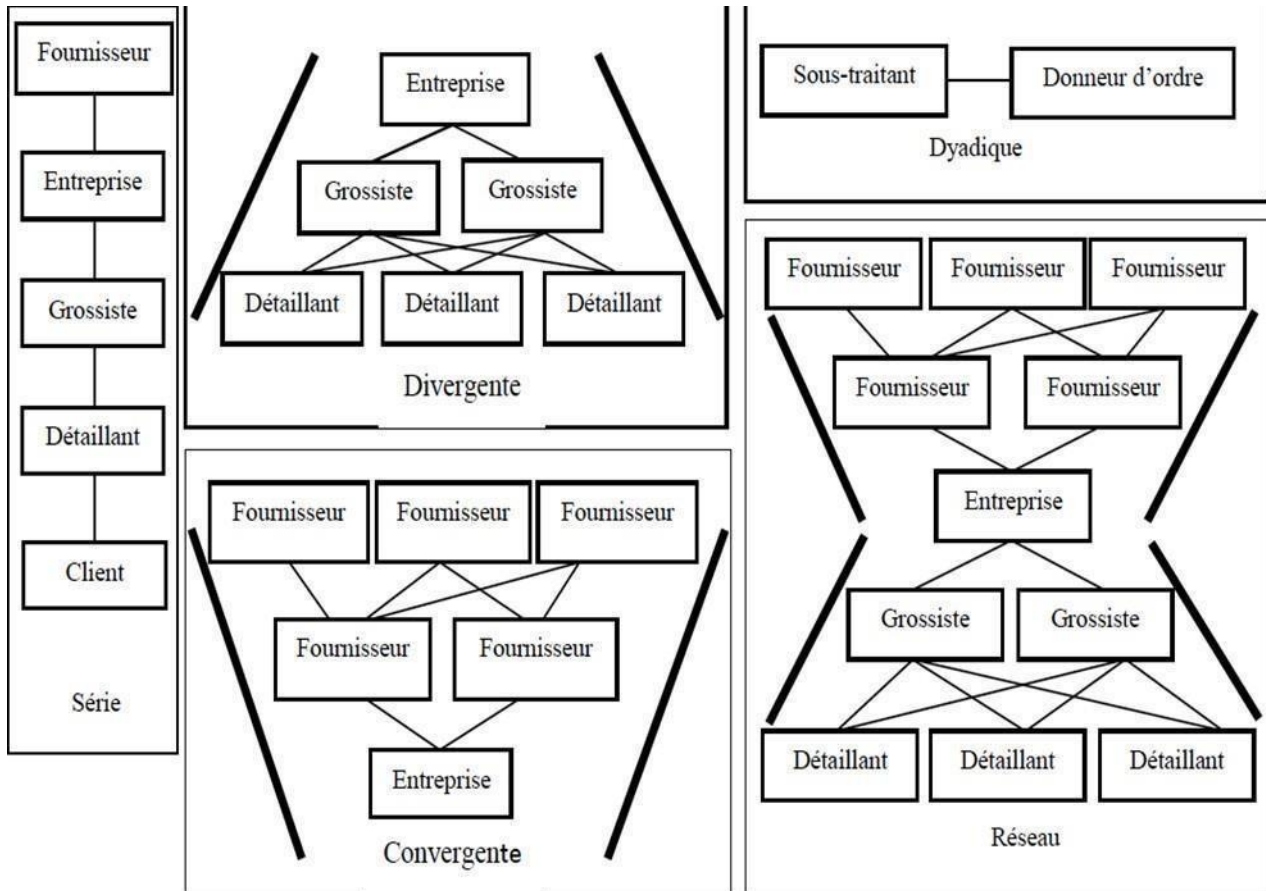 Fournisseur
Entreprise
Grossiste
Détaillant
Client
Série
Entreprise
Grossiste Grossiste
Détaillant Détaillant Détaillant
Divergente
Fournisseur Fournisseur Fournisseur
Fournisseur Fournisseur
Entreprise
Convergente
Sous-traitant Donneur d’ordre
Dyadique
Fournisseur Fournisseur Fournisseur
Fournisseur Fournisseur
Entreprise
Grossiste Grossiste
Détaillant Détaillant Détaillant
Réseau